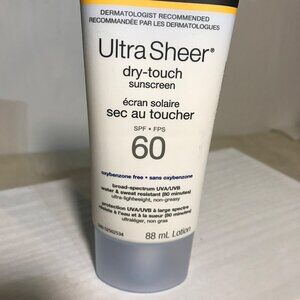 DERMATOLOGIST RECOMMENDED
RECOMMANDÉE PAR LES DERMATOLOGUES
Ultra Sheer®
dry-touch
sunscreen
écran solaire
sec au toucher
SPF • FPS
60
oxybenzone free • sans oxybenzone
broad-spectrum UVA/UVB
water & sweat resistant (80 minutes)
ultra-lightweight, non-greasy
protection UVA/UVB à large spectre
résiste à l'eau et à la sueur (80 minutes)
ultraléger, non gras
88 mL Lotion